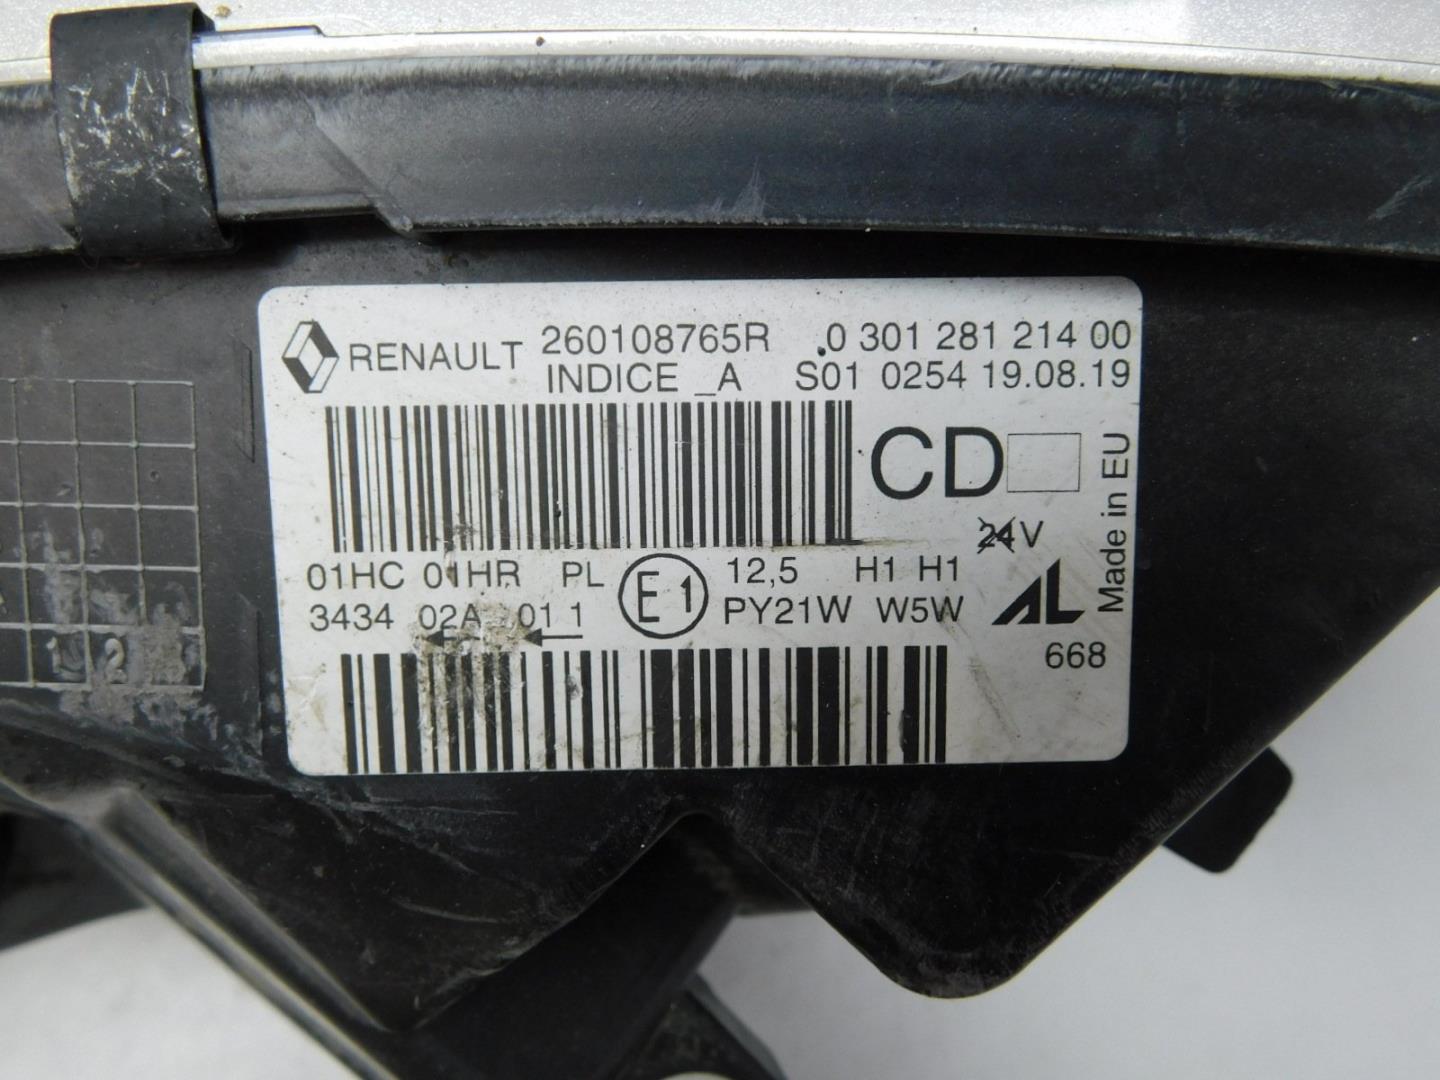 RENAULT 260108765R 0 301 281 214 00
INDICE _A S01 0254 19.08.19
CD
Made in EU
24V
01HC 01HR PL E1 12,5 H1 H1
3434 02A 01 1 PY21W W5W AL
668
1 2